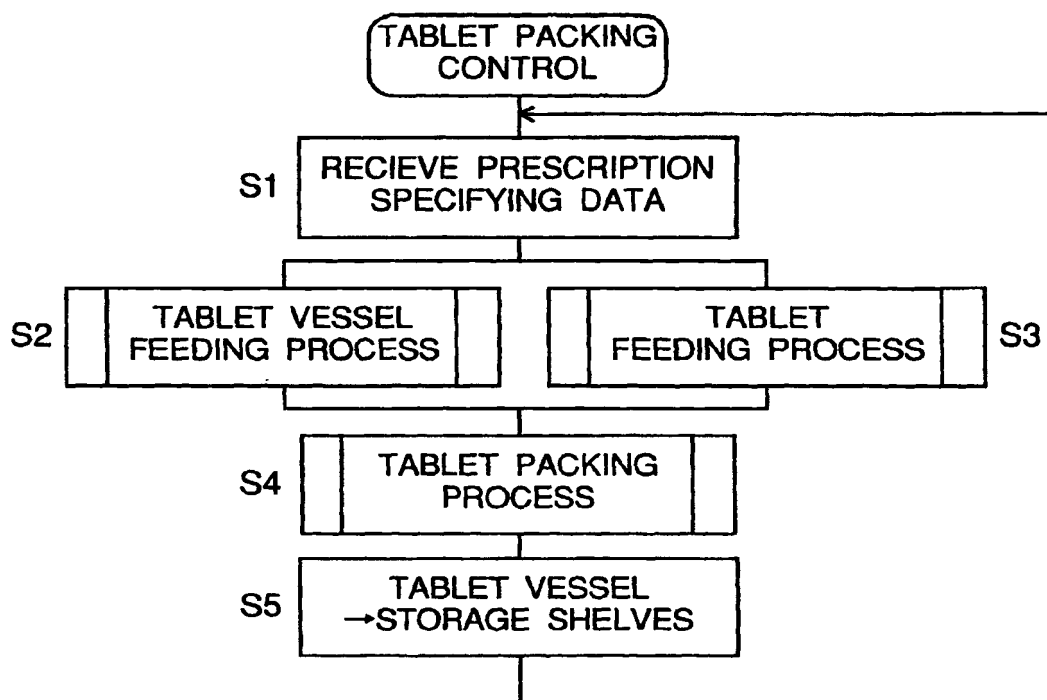 TABLET PACKING
CONTROL
S1
RECIEVE PRESCRIPTION
SPECIFYING DATA
S2
TABLET VESSEL
FEEDING PROCESS
TABLET
FEEDING PROCESS
S3
S4
TABLET PACKING
PROCESS
S5
TABLET VESSEL
→STORAGE SHELVES